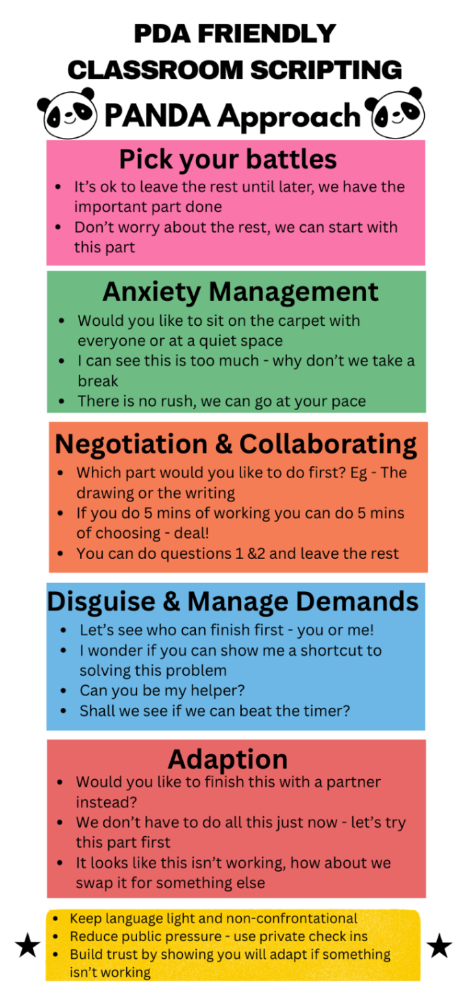 PDA FRIENDLY
CLASSROOM SCRIPTING
PANDA Approach
Pick your battles
• It's ok to leave the rest until later, we have the
important part done
• Don't worry about the rest, we can start with
this part
Anxiety Management
• Would you like to sit on the carpet with
everyone or at a quiet space
• I can see this is too much - why don't we take a
break
• There is no rush, we can go at your pace
Negotiation & Collaborating
• Which part would you like to do first? Eg - The
drawing or the writing
• If you do 5 mins of working you can do 5 mins
of choosing - deal!
• You can do questions 1 &2 and leave the rest
Disguise & Manage Demands
• Let's see who can finish first - you or me!
• I wonder if you can show me a shortcut to
solving this problem
• Can you be my helper?
• Shall we see if we can beat the timer?
Adaption
• Would you like to finish this with a partner
instead?
• We don't have to do all this just now - let's try
this part first
• It looks like this isn't working, how about we
swap it for something else
• Keep language light and non-confrontational
• Reduce public pressure - use private check ins
• Build trust by showing you will adapt if something
isn't working